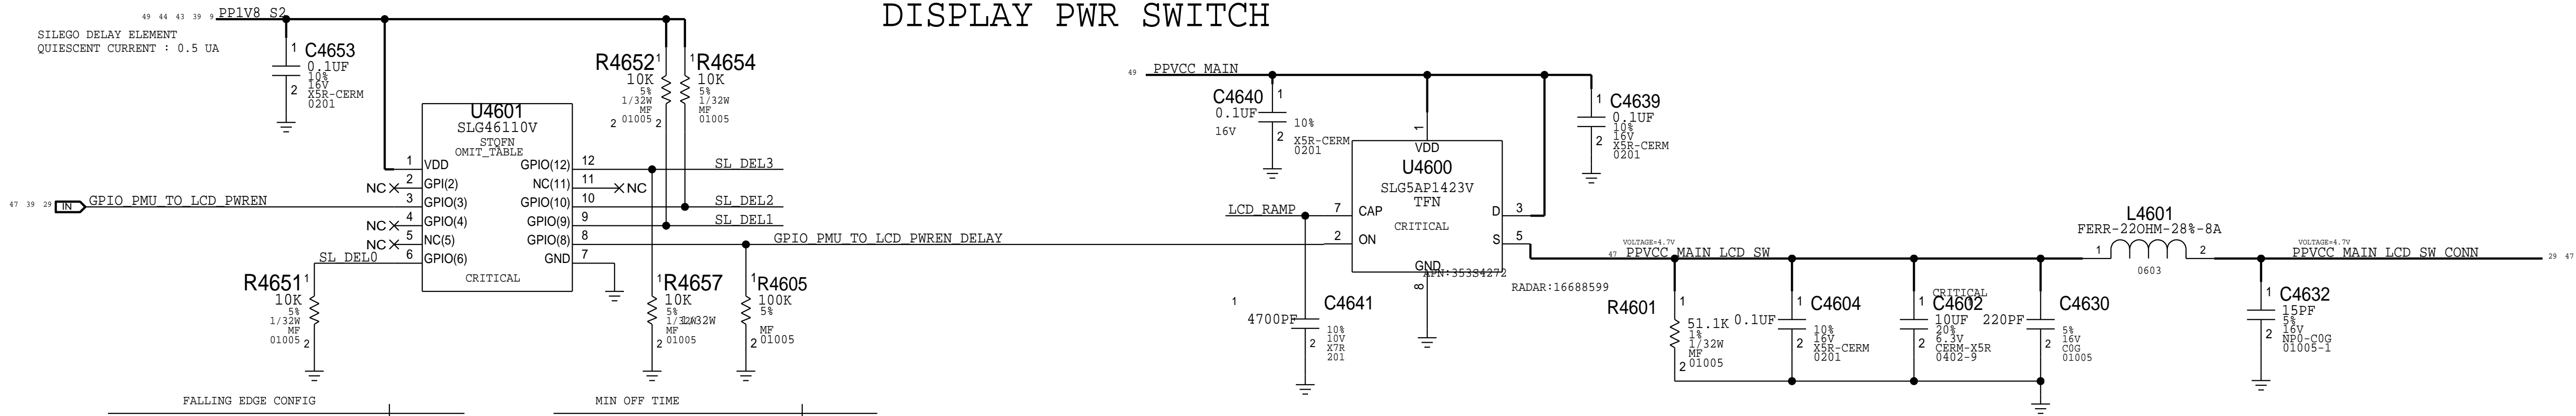 DISPLAY PWR SWITCH
49 44 43 39 9 PP1V8_S2
SILEGO DELAY ELEMENT
QUIESCENT CURRENT : 0.5 UA
1 C4653
0.1UF
10%
16V
2 X5R-CERM
0201
R4652 1
10K
5%
1/32W
MF
2 01005 2
1 R4654
10K
5%
1/32W
MF
01005
U4601
SLG46110V
STQFN
OMIT_TABLE
1 VDD
NC 2 GPI(2)
3 GPIO(3)
NC 4 GPIO(4)
NC 5 NC(5)
6 GPIO(6)
GPIO(12) 12 SL_DEL3
NC(11) 11 NC
GPIO(10) 10 SL_DEL2
GPIO(9) 9 SL_DEL1
GPIO(8) 8 GPIO_PMU_TO_LCD_PWREN_DELAY
GND 7
CRITICAL
47 39 29 IN GPIO_PMU_TO_LCD_PWREN
SL_DEL0
R4651 1
10K
5%
1/32W
MF
01005 2
1 R4657
10K
5%
1/32W
1/32W
MF
2 01005
1 R4605
100K
5%
MF
2 01005
FALLING EDGE CONFIG
MIN OFF TIME
49 PPVCC_MAIN
C4640 1
0.1UF
10%
16V
2 X5R-CERM
0201
1 C4639
0.1UF
10%
16V
2 X5R-CERM
0201
1
VDD
U4600
SLG5AP1423V
TFN
CRITICAL
LCD_RAMP 7 CAP
2 ON
D 3
S 5
GND
8
APN:353S4272
RADAR:16688599
1 C4641
4700PF
10%
10V
2 X7R
201
VOLTAGE=4.7V
47 PPVCC_MAIN_LCD_SW
R4601 1
51.1K
1%
1/32W
MF
2 01005
1 C4604
0.1UF
10%
16V
2 X5R-CERM
0201
CRITICAL
1 C4602
10UF
20%
6.3V
2 CERM-X5R
0402-9
1 C4630
220PF
5%
2 16V
C0G
01005
L4601
FERR-22OHM-28%-8A
1 2
0603
VOLTAGE=4.7V
PPVCC_MAIN_LCD_SW_CONN 29 47
1 C4632
15PF
5%
16V
2 NP0-C0G
01005-1